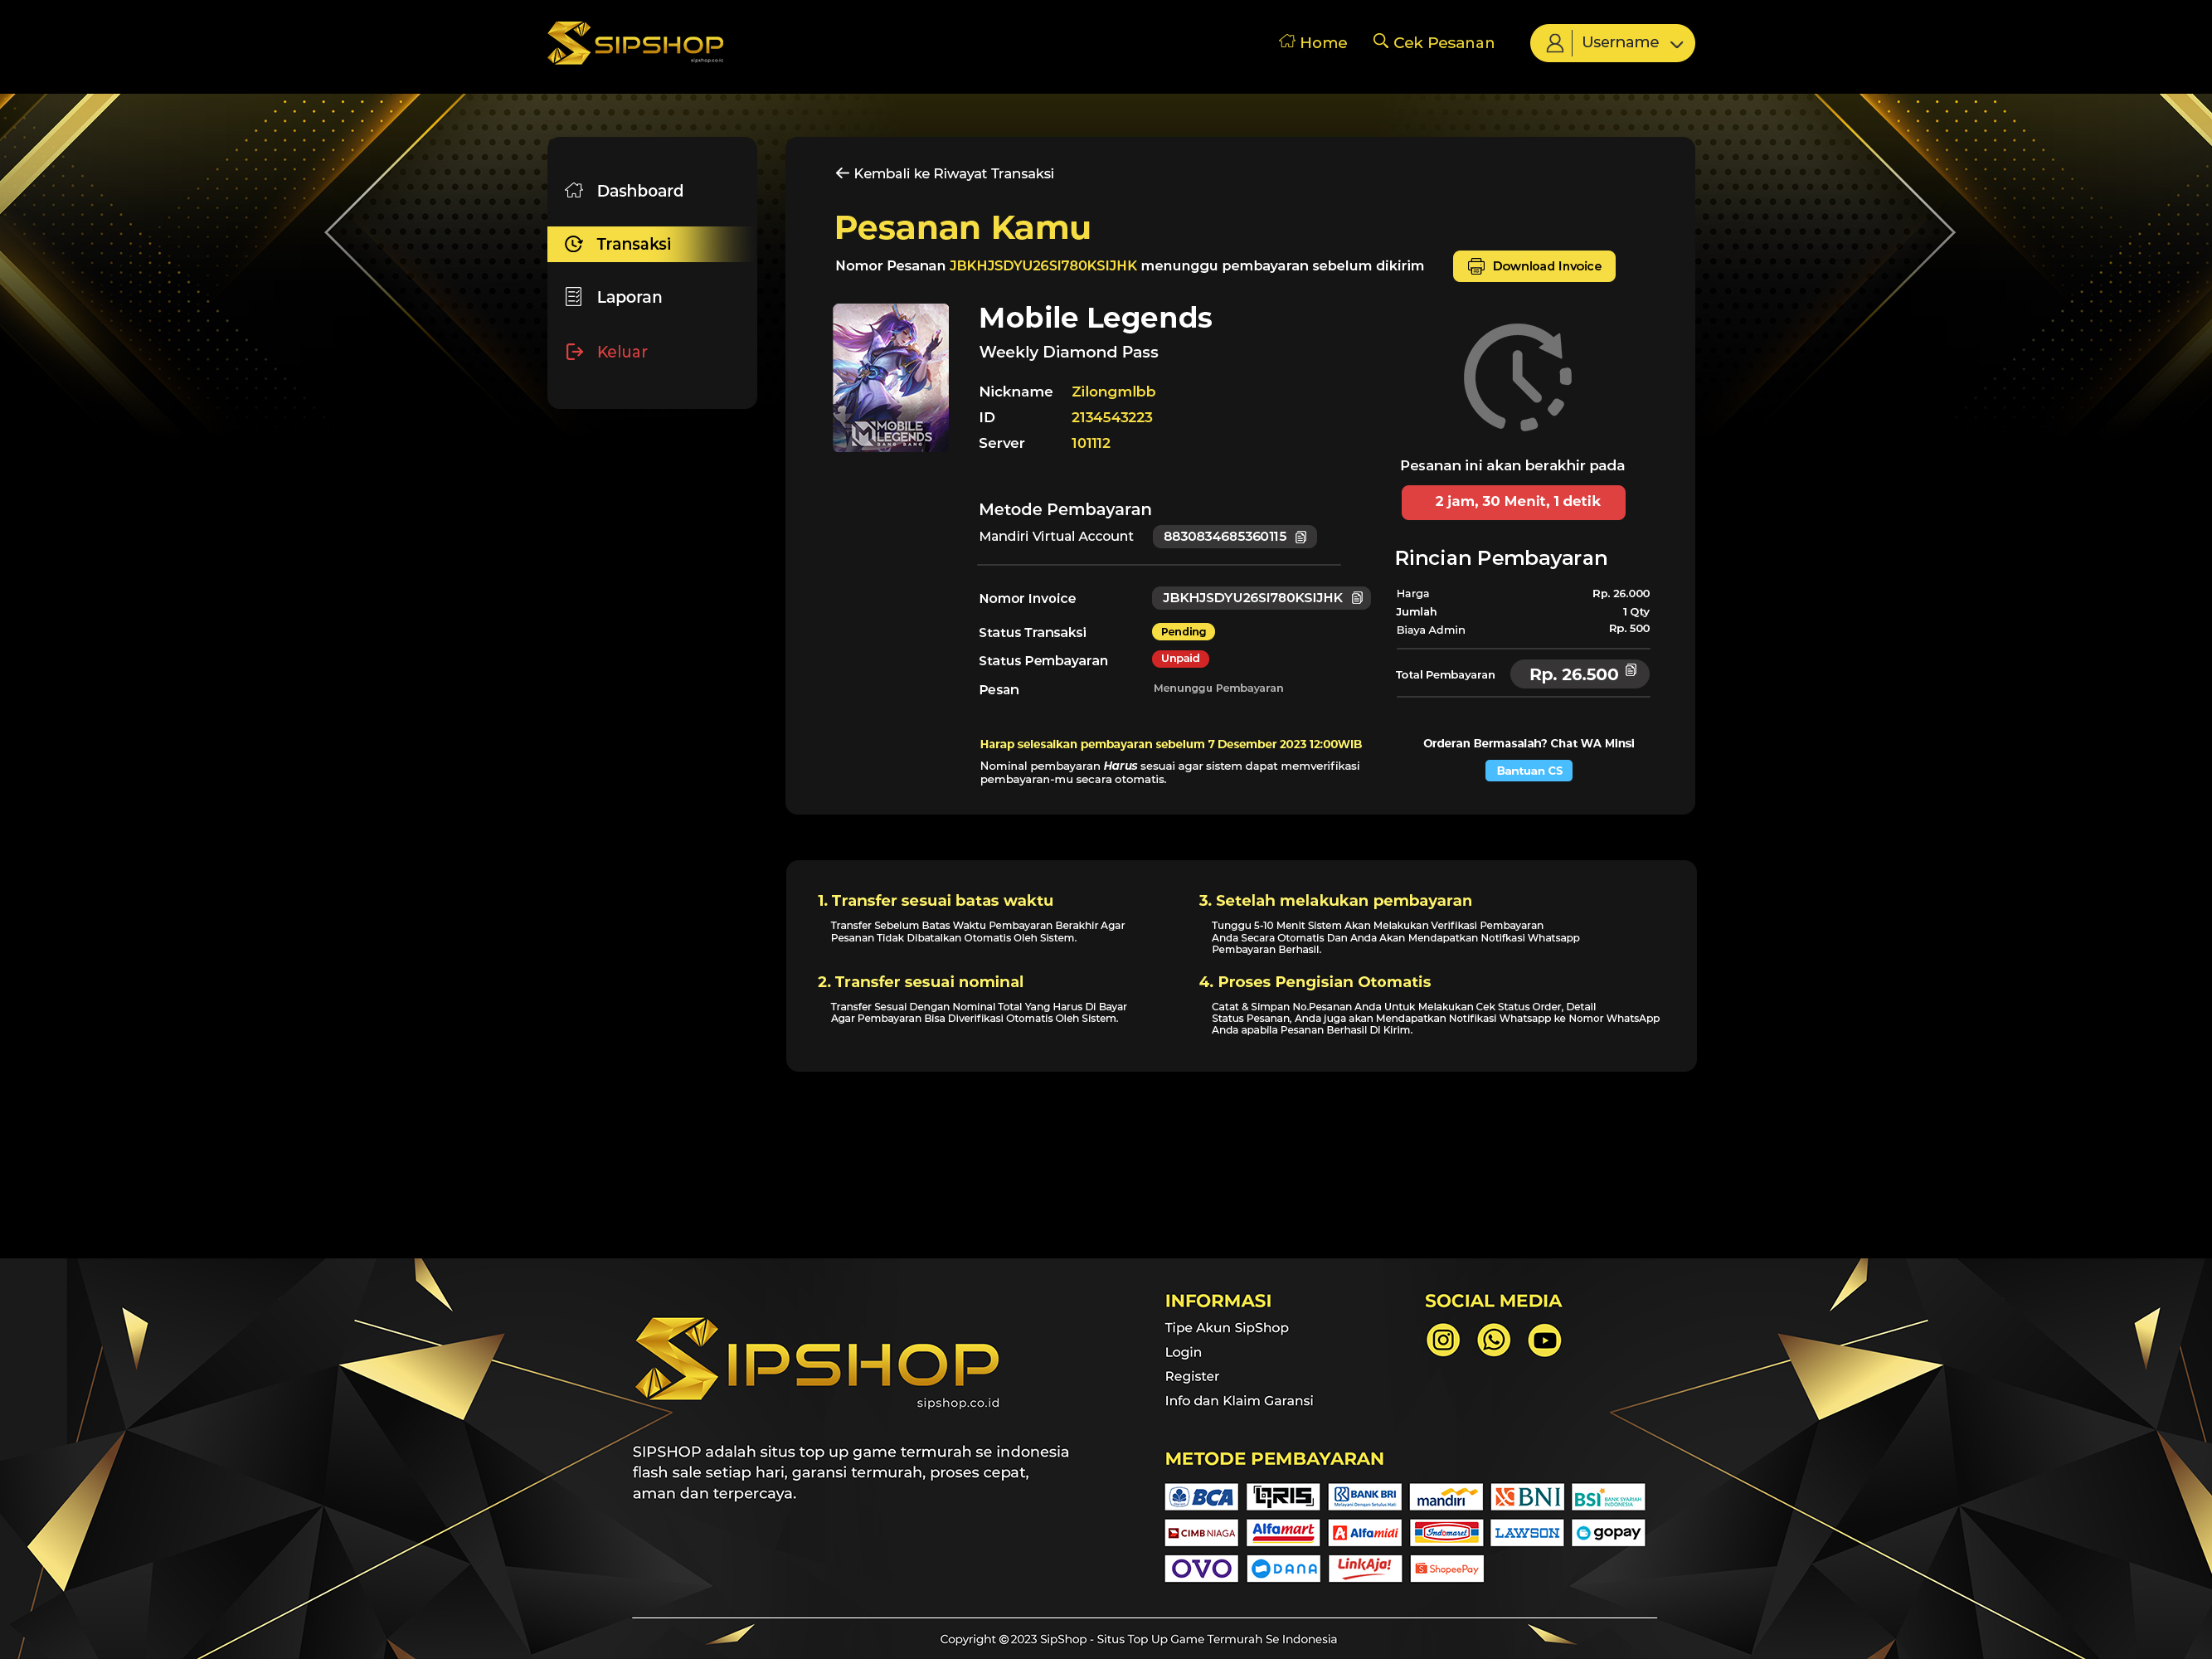 SIPSHOP
sipshop.co.ic
Home
Cek Pesanan
Username
Dashboard
Transaksi
Laporan
Keluar
Kembali ke Riwayat Transaksi
Pesanan Kamu
Nomor Pesanan JBKHJSDYU26SI780KSIJHK menunggu pembayaran sebelum dikirim
Download Invoice
MOBILE
LEGENDS
BANG BANG
Mobile Legends
Weekly Diamond Pass
Nickname Zilongmlbb
ID 2134543223
Server 101112
Pesanan ini akan berakhir pada
2 jam, 30 Menit, 1 detik
Metode Pembayaran
Mandiri Virtual Account 8830834685360115
Nomor Invoice JBKHJSDYU26SI780KSIJHK
Status Transaksi Pending
Status Pembayaran Unpaid
Pesan Menunggu Pembayaran
Rincian Pembayaran
Harga Rp. 26.000
Jumlah 1 Qty
Biaya Admin Rp. 500
Total Pembayaran Rp. 26.500
Harap selesaikan pembayaran sebelum 7 Desember 2023 12:00WIB
Nominal pembayaran Harus sesuai agar sistem dapat memverifikasi
pembayaran-mu secara otomatis.
Orderan Bermasalah? Chat WA Minsi
Bantuan CS
1. Transfer sesuai batas waktu
Transfer Sebelum Batas Waktu Pembayaran Berakhir Agar
Pesanan Tidak Dibatalkan Otomatis Oleh Sistem.
2. Transfer sesuai nominal
Transfer Sesuai Dengan Nominal Total Yang Harus Di Bayar
Agar Pembayaran Bisa Diverifikasi Otomatis Oleh Sistem.
3. Setelah melakukan pembayaran
Tunggu 5-10 Menit Sistem Akan Melakukan Verifikasi Pembayaran
Anda Secara Otomatis Dan Anda Akan Mendapatkan Notifkasi Whatsapp
Pembayaran Berhasil.
4. Proses Pengisian Otomatis
Catat & Simpan No.Pesanan Anda Untuk Melakukan Cek Status Order, Detail
Status Pesanan, Anda juga akan Mendapatkan Notifikasi Whatsapp ke Nomor WhatsApp
Anda apabila Pesanan Berhasil Di Kirim.
SIPSHOP
sipshop.co.id
SIPSHOP adalah situs top up game termurah se indonesia
flash sale setiap hari, garansi termurah, proses cepat,
aman dan terpercaya.
INFORMASI
Tipe Akun SipShop
Login
Register
Info dan Klaim Garansi
SOCIAL MEDIA
METODE PEMBAYARAN
BCA
QRIS
BANK BRI
Melayani Dengan Setulus Hati
mandiri
BNI
BSI BANK SYARIAH
INDONESIA
CIMB NIAGA
Alfamart
Alfamidi
Indomaret
LAWSON
gopay
OVO
DANA
LinkAja!
ShopeePay
Copyright © 2023 SipShop - Situs Top Up Game Termurah Se Indonesia